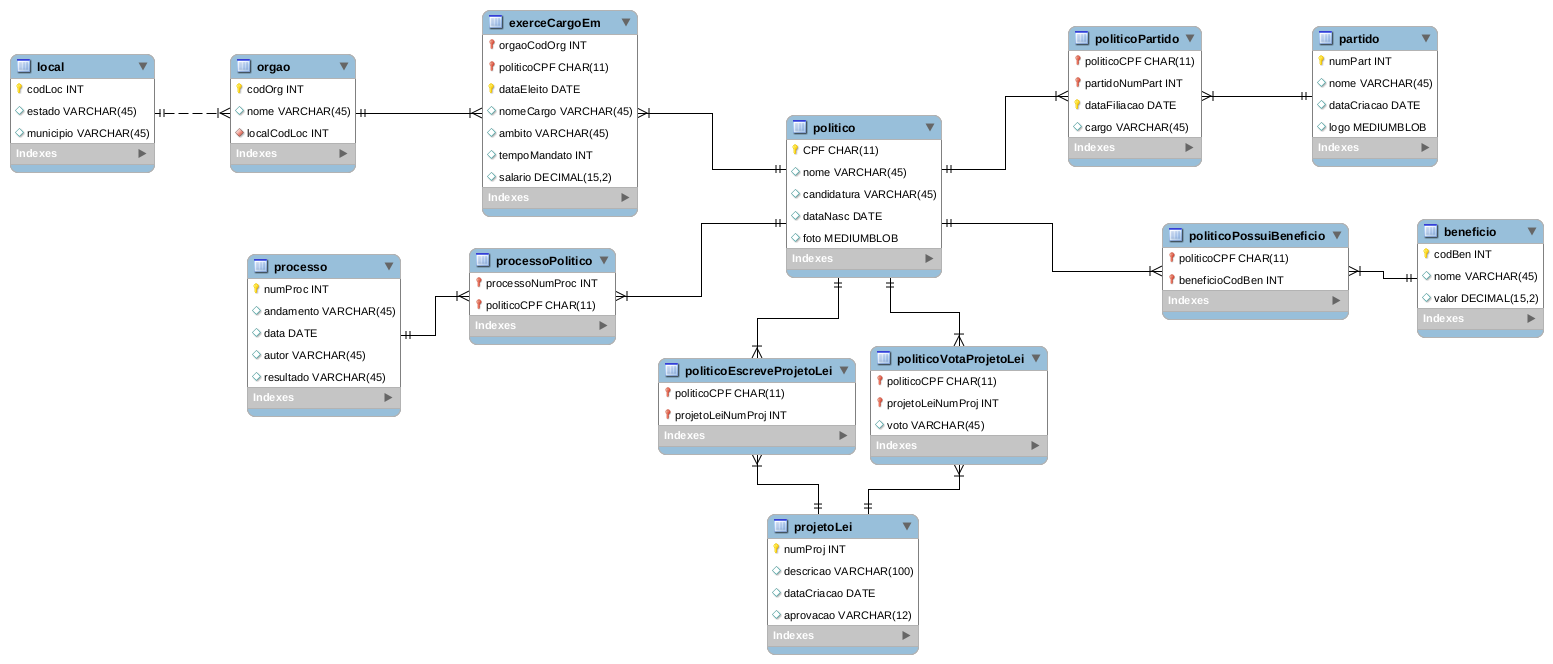 local
codLoc INT
estado VARCHAR(45)
municipio VARCHAR(45)
Indexes
orgao
codOrg INT
nome VARCHAR(45)
localCodLoc INT
Indexes
exerceCargoEm
orgaoCodOrg INT
politicoCPF CHAR(11)
dataEleito DATE
nomeCargo VARCHAR(45)
ambito VARCHAR(45)
tempoMandato INT
salario DECIMAL(15,2)
Indexes
politico
CPF CHAR(11)
nome VARCHAR(45)
candidatura VARCHAR(45)
dataNasc DATE
foto MEDIUMBLOB
Indexes
politicoPartido
politicoCPF CHAR(11)
partidoNumPart INT
dataFiliacao DATE
cargo VARCHAR(45)
Indexes
partido
numPart INT
nome VARCHAR(45)
dataCriacao DATE
logo MEDIUMBLOB
Indexes
processo
numProc INT
andamento VARCHAR(45)
data DATE
autor VARCHAR(45)
resultado VARCHAR(45)
Indexes
processoPolitico
processoNumProc INT
politicoCPF CHAR(11)
Indexes
politicoPossuiBeneficio
politicoCPF CHAR(11)
beneficioCodBen INT
Indexes
beneficio
codBen INT
nome VARCHAR(45)
valor DECIMAL(15,2)
Indexes
politicoEscreveProjetoLei
politicoCPF CHAR(11)
projetoLeiNumProj INT
Indexes
politicoVotaProjetoLei
politicoCPF CHAR(11)
projetoLeiNumProj INT
voto VARCHAR(45)
Indexes
projetoLei
numProj INT
descricao VARCHAR(100)
dataCriacao DATE
aprovacao VARCHAR(12)
Indexes